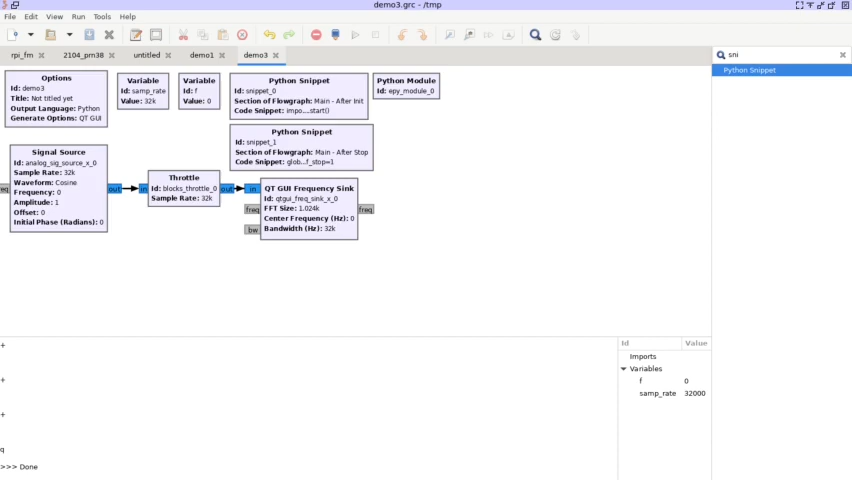 demo3.grc - /tmp
File Edit View Run Tools Help
rpi_fm 2104_pm38 untitled demo1 demo3
sni
Python Snippet
Options
Id: demo3
Title: Not titled yet
Output Language: Python
Generate Options: QT GUI
Variable
Id: samp_rate
Value: 32k
Variable
Id: f
Value: 0
Python Snippet
Id: snippet_0
Section of Flowgraph: Main - After Init
Code Snippet: impo....start()
Python Module
Id: epy_module_0
Python Snippet
Id: snippet_1
Section of Flowgraph: Main - After Stop
Code Snippet: glob...f_stop=1
Signal Source
Id: analog_sig_source_x_0
Sample Rate: 32k
Waveform: Cosine
Frequency: 0
Amplitude: 1
Offset: 0
Initial Phase (Radians): 0
out
in
Throttle
Id: blocks_throttle_0
Sample Rate: 32k
out
in
freq
bw
QT GUI Frequency Sink
Id: qtgui_freq_sink_x_0
FFT Size: 1.024k
Center Frequency (Hz): 0
Bandwidth (Hz): 32k
freq
+
+
+
q
>>> Done
Id Value
Imports
Variables
f 0
samp_rate 32000